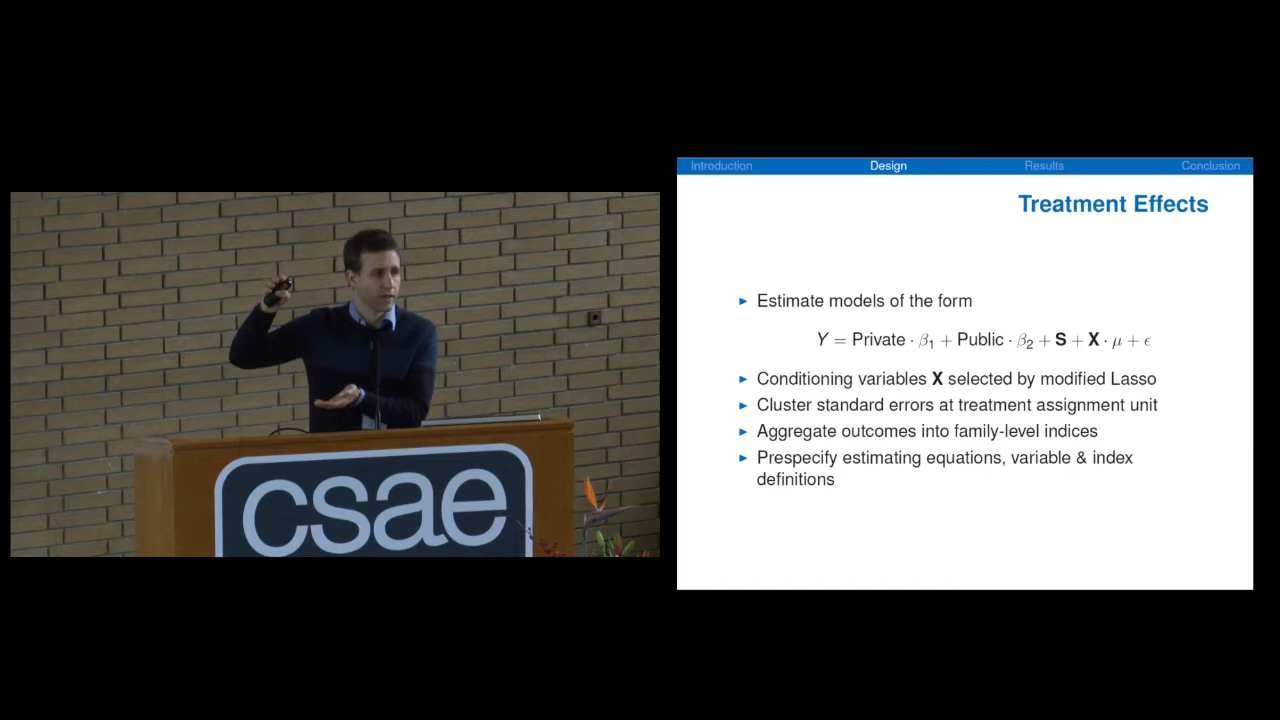 csae
Introduction Design Results Conclusion
Treatment Effects
► Estimate models of the form
Y = Private · β₁ + Public · β₂ + S + X · μ + ϵ
► Conditioning variables X selected by modified Lasso
► Cluster standard errors at treatment assignment unit
► Aggregate outcomes into family-level indices
► Prespecify estimating equations, variable & index
definitions